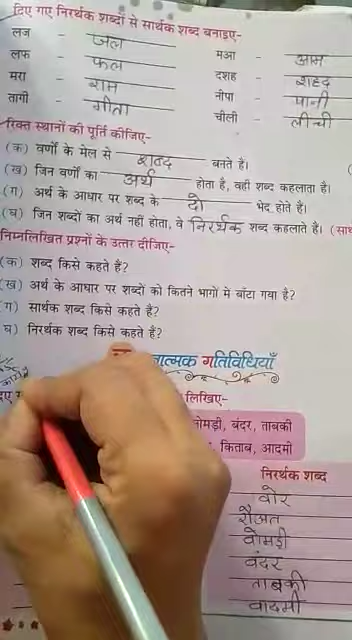 दिए गए निरर्थक शब्दों से सार्थक शब्द बनाइए-
लज - जल मआ - आम
लफ - फल दशह - शहद
मरा - राम नीपा - पानी
तागी - गीता चीली - लीची
रिक्त स्थानों की पूर्ति कीजिए-
(क) वर्णों के मेल से शब्द बनते हैं।
(ख) जिन वर्णों का अर्थ होता है, वही शब्द कहलाता है।
(ग) अर्थ के आधार पर शब्द के दो भेद होते हैं।
(घ) जिन शब्दों का अर्थ नहीं होता, वे निरर्थक शब्द कहलाते हैं।
निम्नलिखित प्रश्नों के उत्तर दीजिए-
(क) शब्द किसे कहते हैं?
(ख) अर्थ के आधार पर शब्दों को कितने भागों में बाँटा गया है?
(ग) सार्थक शब्द किसे कहते हैं?
(घ) निरर्थक शब्द किसे कहते हैं?
गतिविधियाँ
लिखिए-
वोमड़ी, बंदर, ताबकी
किताब, आदमी
निरर्थक शब्द
वोर
शैअत
वोमड़ी
वंदर
ताबकी
वादमी